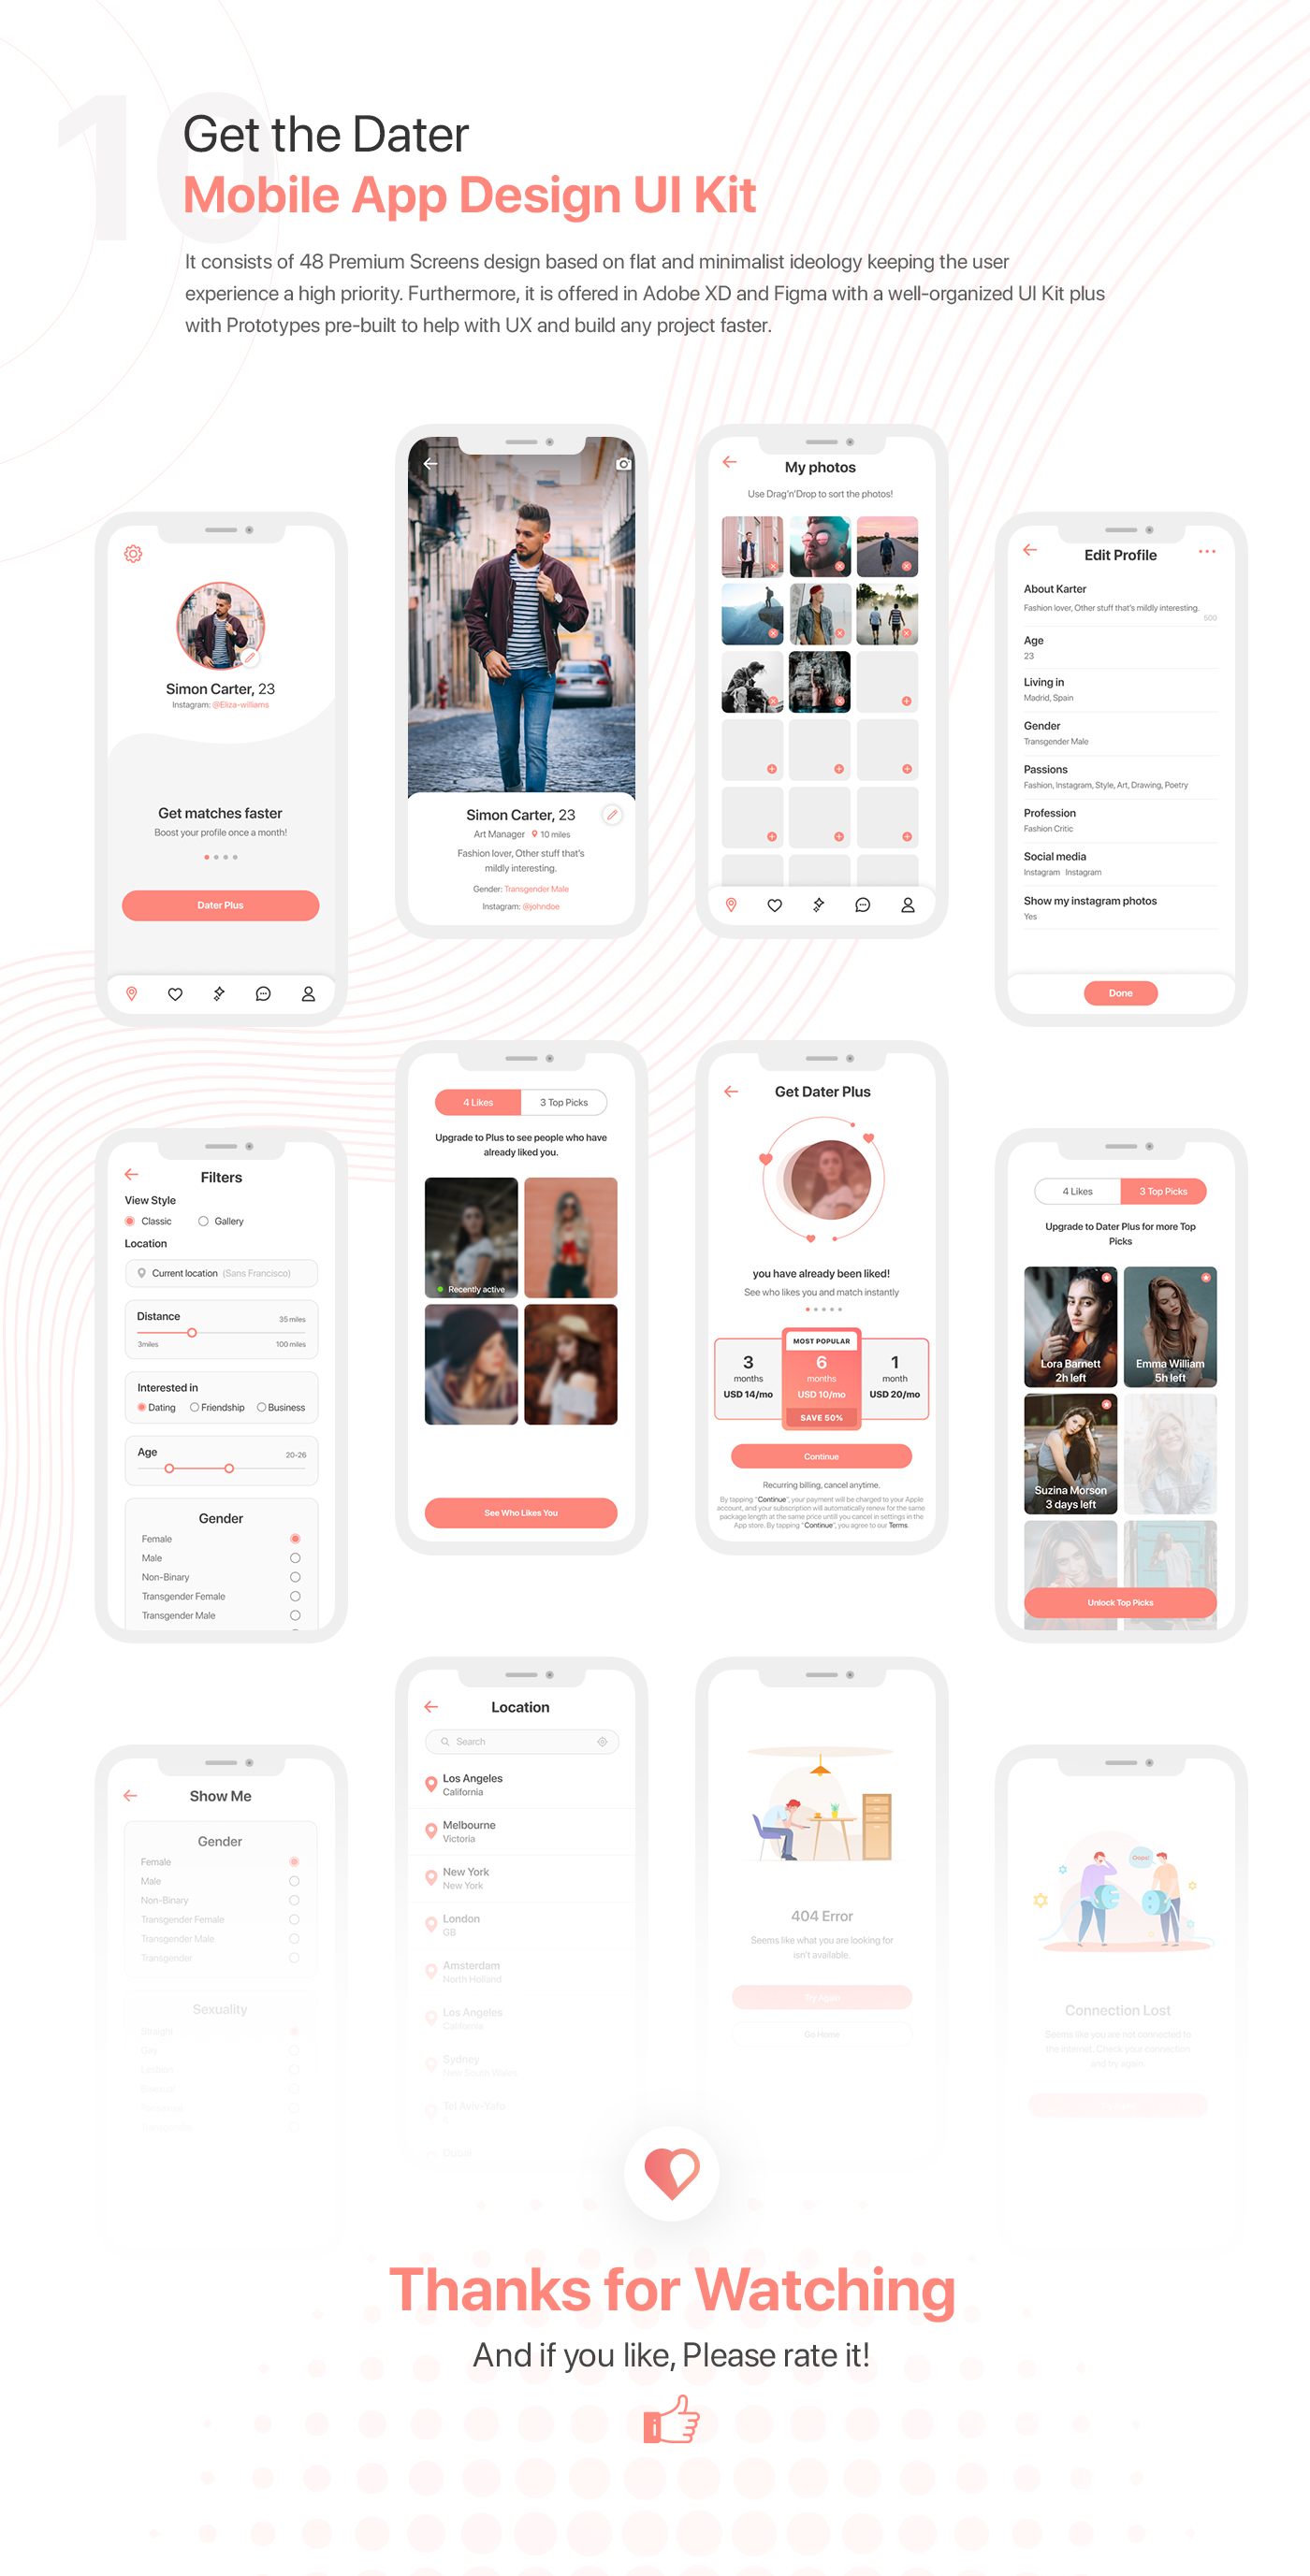 10
Get the Dater
Mobile App Design UI Kit
It consists of 48 Premium Screens design based on flat and minimalist ideology keeping the user
experience a high priority. Furthermore, it is offered in Adobe XD and Figma with a well-organized UI Kit plus
with Prototypes pre-built to help with UX and build any project faster.
Simon Carter, 23
Instagram: @Eliza-williams
Get matches faster
Boost your profile once a month!
Dater Plus
Simon Carter, 23
Art Manager 10 miles
Fashion lover, Other stuff that's
mildly interesting.
Gender: Transgender Male
Instagram: @johndoe
My photos
Use Drag'n'Drop to sort the photos!
Edit Profile
About Karter
Fashion lover, Other stuff that's mildly interesting.
500
Age
23
Living in
Madrid, Spain
Gender
Transgender Male
Passions
Fashion, Instagram, Style, Art, Drawing, Poetry
Profession
Fashion Critic
Social media
Instagram Instagram
Show my instagram photos
Yes
Done
Filters
View Style
Classic Gallery
Location
Current location (Sans Francisco)
Distance 35 miles
3miles 100 miles
Interested in
Dating Friendship Business
Age 20-26
Gender
Female
Male
Non-Binary
Transgender Female
Transgender Male
4 Likes 3 Top Picks
Upgrade to Plus to see people who have
already liked you.
Recently active
See Who Likes You
Get Dater Plus
you have already been liked!
See who likes you and match instantly
MOST POPULAR
3 6 1
months months month
USD 14/mo USD 10/mo USD 20/mo
SAVE 50%
Continue
Recurring billing, cancel anytime.
By tapping "Continue", your payment will be charged to your Apple
account, and your subscription will automatically renew for the same
package length at the same price untill you cancel in settings in the
App store. By tapping "Continue", you agree to our Terms.
4 Likes 3 Top Picks
Upgrade to Dater Plus for more Top
Picks
Lora Barnett
2h left
Emma William
5h left
Suzina Morson
3 days left
Unlock Top Picks
Show Me
Gender
Female
Male
Non-Binary
Transgender Female
Transgender Male
Transgender
Sexuality
Straight
Gay
Lesbian
Location
Search
Los Angeles
California
Melbourne
Victoria
New York
New York
London
GB
Amsterdam
North Holland
Los Angeles
California
Sydney
New South Wales
Tel Aviv-Yafo
Dubai
404 Error
Seems like what you are looking for
isn't available.
Try Again
Go Home
Oops!
Connection Lost
Seems like you are not connected to
the internet. Check your connection
and try again.
Thanks for Watching
And if you like, Please rate it!